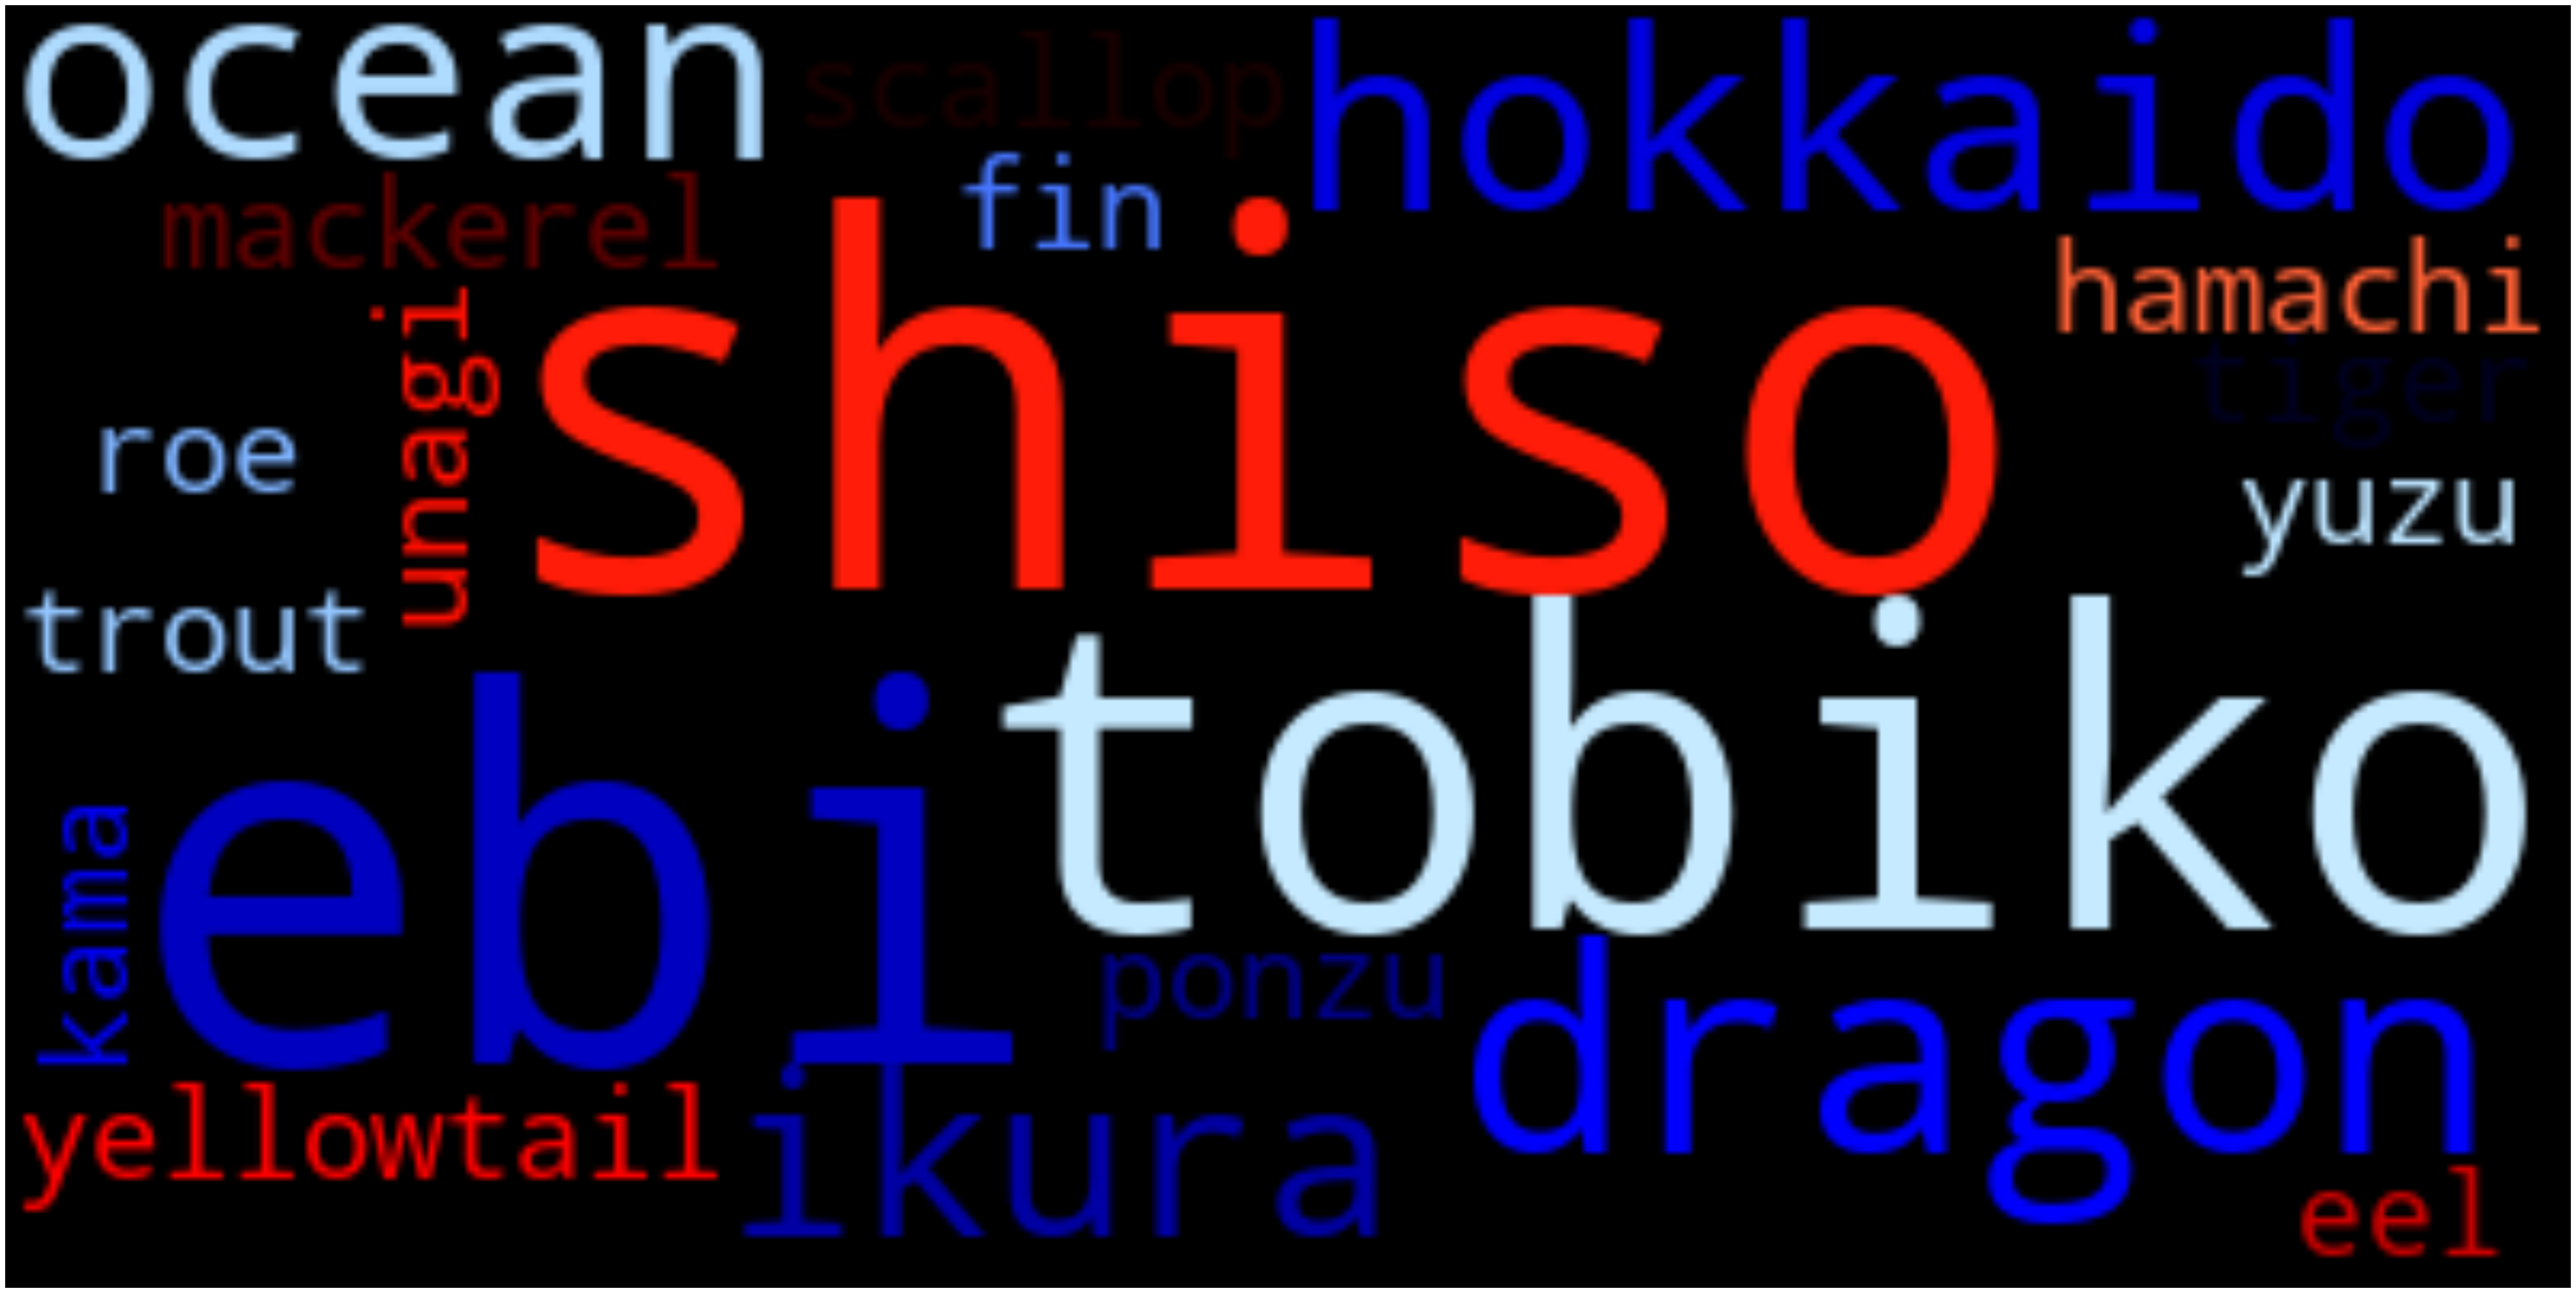 ocean
scallop
hokkaido
mackerel
fin
hamachi
unagi
shiso
tiger
roe
yuzu
trout
tobiko
ebi
kama
ponzu
dragon
yellowtail
ikura
eel